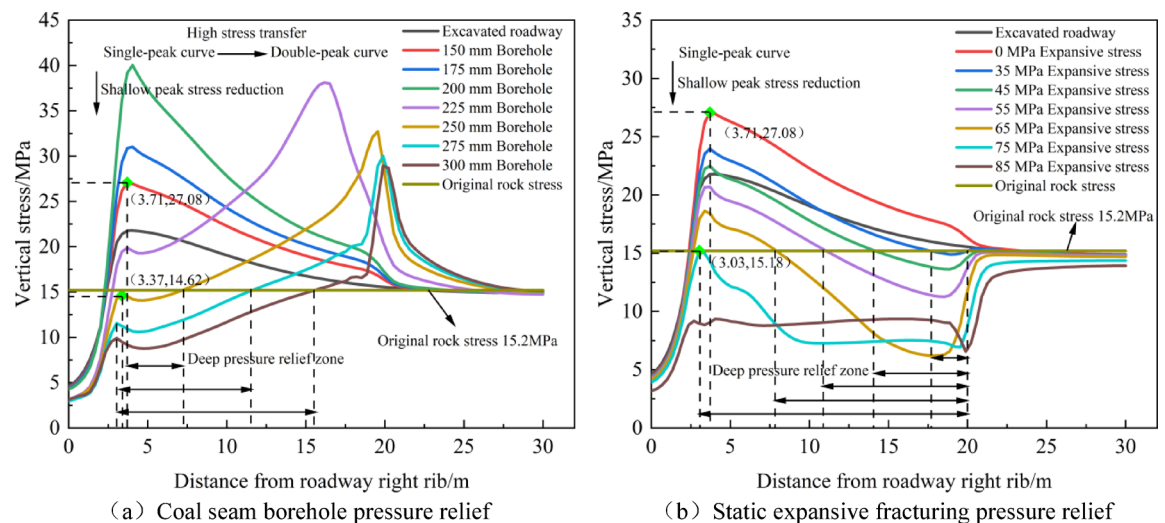 High stress transfer
Single-peak curve Double-peak curve
Shallow peak stress reduction
Excavated roadway
150 mm Borehole
175 mm Borehole
200 mm Borehole
225 mm Borehole
250 mm Borehole
275 mm Borehole
300 mm Borehole
Original rock stress
(3.71,27.08)
(3.37,14.62)
Original rock stress 15.2MPa
Deep pressure relief zone
Vertical stress/MPa
45
40
35
30
25
20
15
10
5
0
0 5 10 15 20 25 30
Distance from roadway right rib/m
(a) Coal seam borehole pressure relief
Single-peak curve
Shallow peak stress reduction
Excavated roadway
0 MPa Expansive stress
35 MPa Expansive stress
45 MPa Expansive stress
55 MPa Expansive stress
65 MPa Expansive stress
75 MPa Expansive stress
85 MPa Expansive stress
Original rock stress
(3.71,27.08)
Original rock stress 15.2MPa
(3.03,15.18)
Deep pressure relief zone
Vertical stress/MPa
35
30
25
20
15
10
5
0
0 5 10 15 20 25 30
Distance from roadway right rib/m
(b) Static expansive fracturing pressure relief